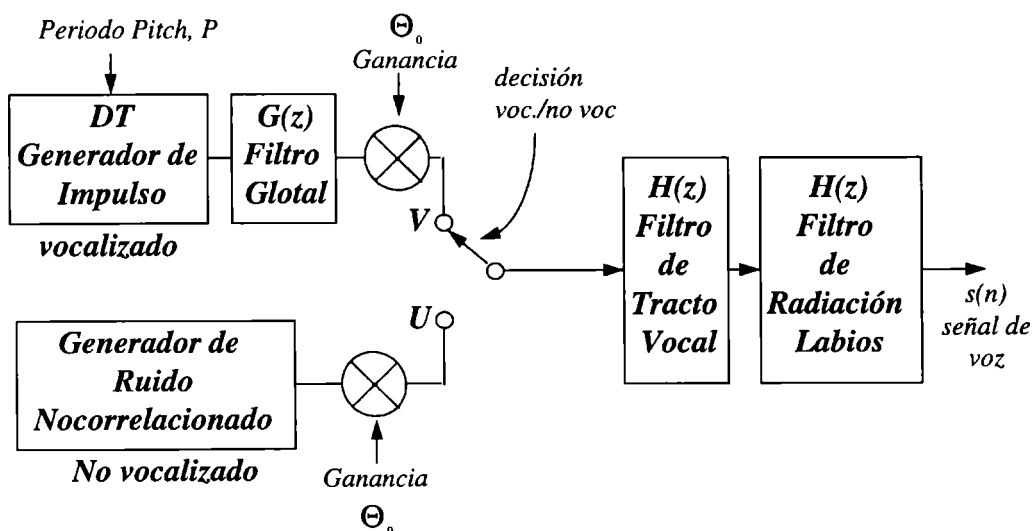 Periodo Pitch, P
DT
Generador de
Impulso
vocalizado
G(z)
Filtro
Glotal
Θ₀
Ganancia
decisión
voc./no voc
V
U
H(z)
Filtro
de
Tracto
Vocal
H(z)
Filtro
de
Radiación
Labios
s(n)
señal de
voz
Generador de
Ruido
Nocorrelacionado
No vocalizado
Ganancia
Θ₀